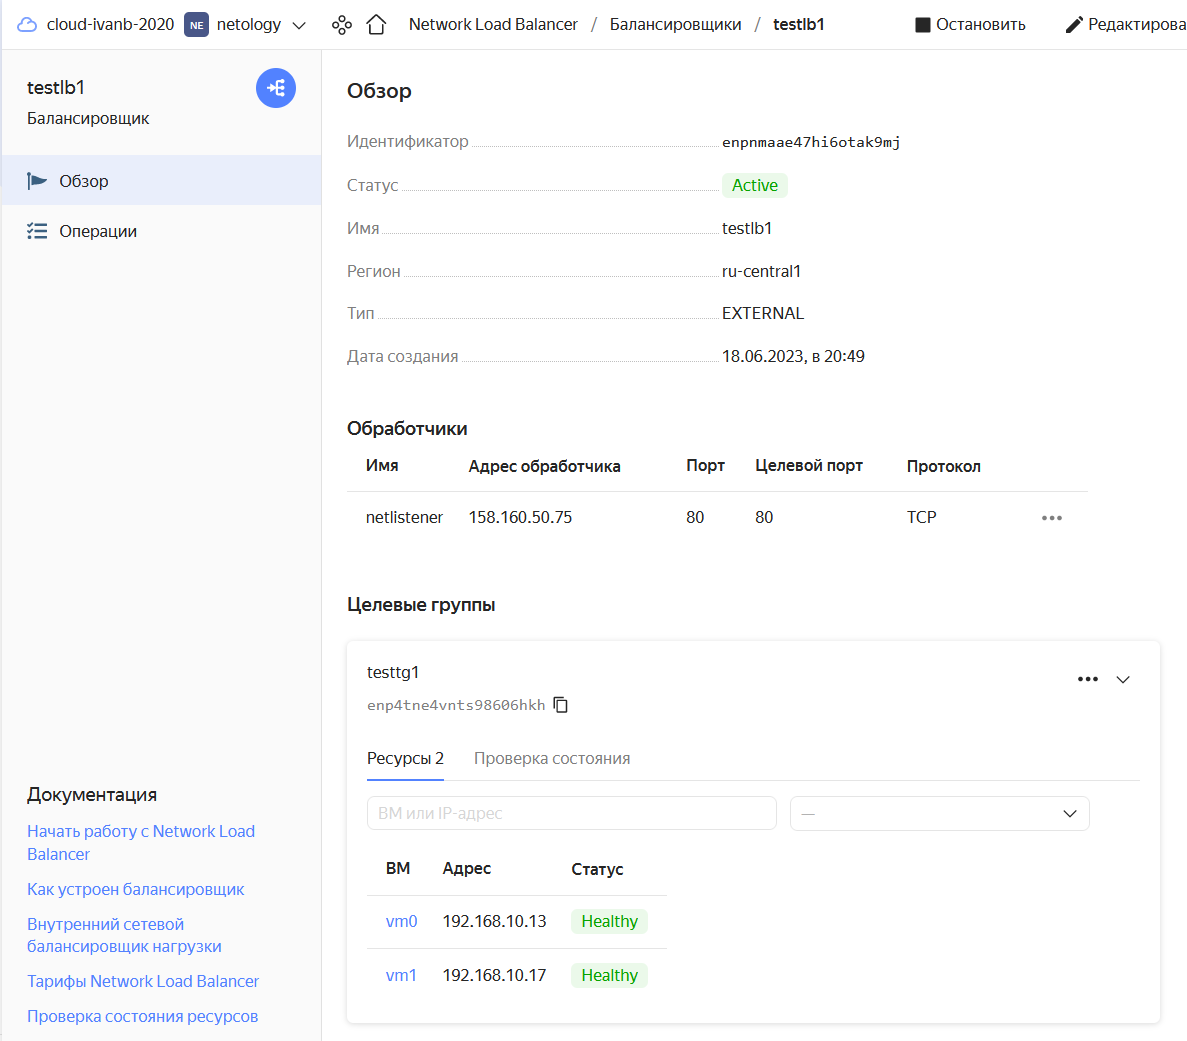 cloud-ivanb-2020 NE netology Network Load Balancer / Балансировщики / testlb1 Остановить Редактирова
testlb1
Балансировщик
Обзор
Операции
Документация
Начать работу с Network Load
Balancer
Как устроен балансировщик
Внутренний сетевой
балансировщик нагрузки
Тарифы Network Load Balancer
Проверка состояния ресурсов
Обзор
Идентификатор enpnmaae47hi6otak9mj
Статус Active
Имя testlb1
Регион ru-central1
Тип EXTERNAL
Дата создания 18.06.2023, в 20:49
Обработчики
Имя Адрес обработчика Порт Целевой порт Протокол
netlistener 158.160.50.75 80 80 TCP
Целевые группы
testtg1
enp4tne4vnts98606hkh
Ресурсы 2 Проверка состояния
ВМ или IP-адрес —
ВМ Адрес Статус
vm0 192.168.10.13 Healthy
vm1 192.168.10.17 Healthy